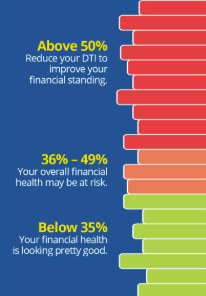 Above 50%
Reduce your DTI to
improve your
financial standing.
36% – 49%
Your overall financial
health may be at risk.
Below 35%
Your financial health
is looking pretty good.